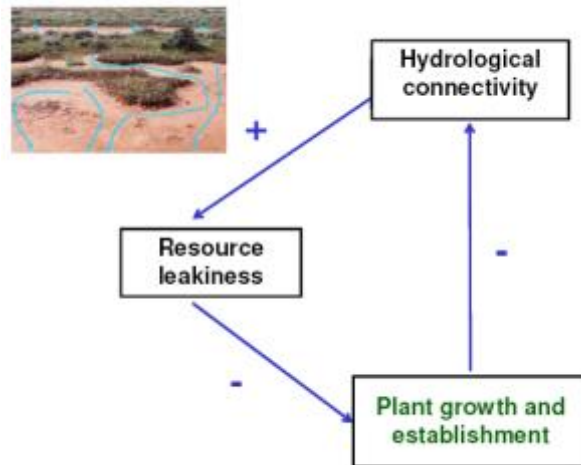 Hydrological
connectivity
+
Resource
leakiness
-
-
Plant growth and
establishment